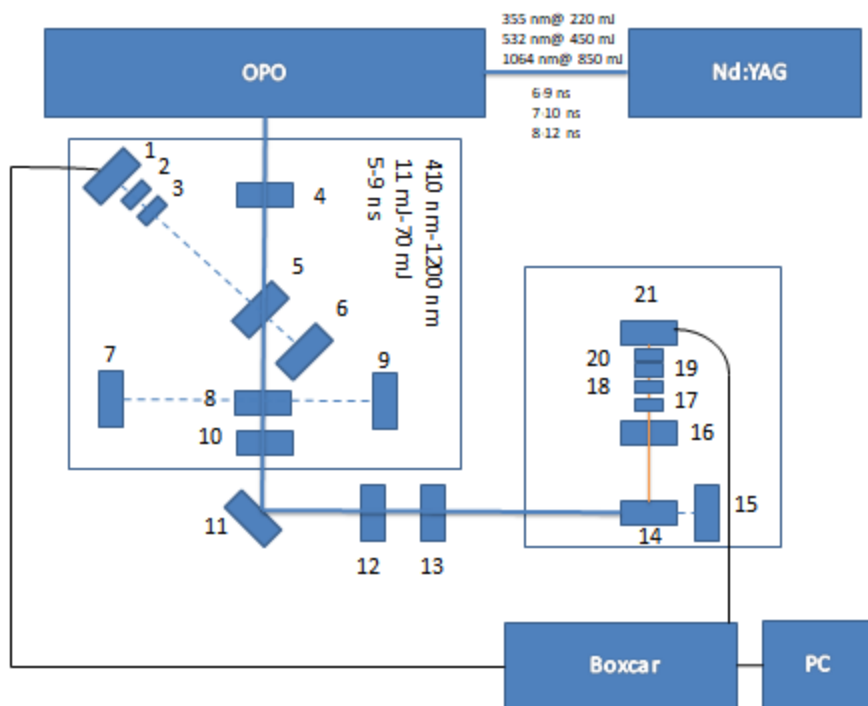 355 nm@ 220 mJ
532 nm@ 450 mJ
1064 nm@ 850 mJ
OPO
Nd:YAG
6-9 ns
7-10 ns
8-12 ns
410 nm-1200 nm
11 mJ-70 mJ
5-9 ns
1
2
3
4
5
6
7
8
9
10
11
12
13
14
15
16
17
18
19
20
21
Boxcar
PC